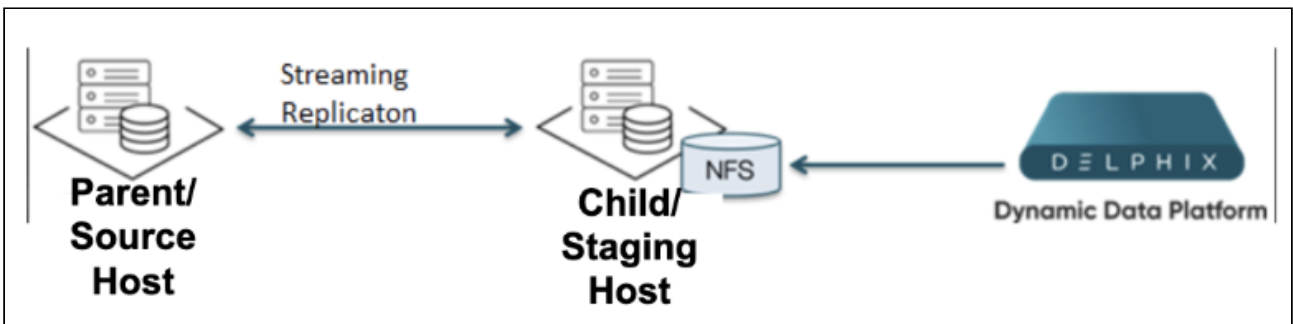 Streaming
Replicaton
Parent/
Source
Host
Child/
Staging
Host
NFS
DELPHIX
Dynamic Data Platform